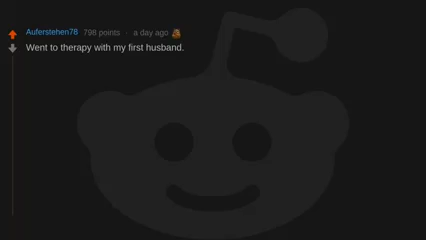 Auferstehen78 798 points · a day ago
Went to therapy with my first husband.